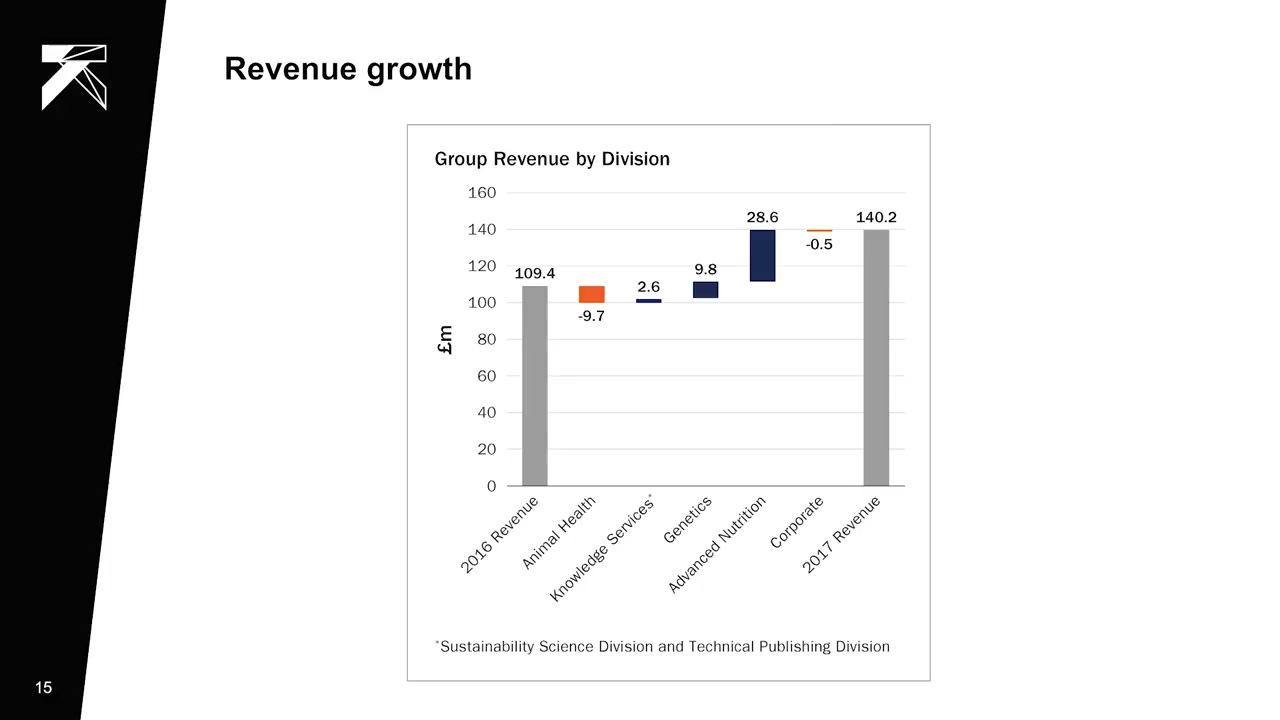 Revenue growth
Group Revenue by Division
160
140
120
100
80
60
40
20
0
£m
109.4
-9.7
2.6
9.8
28.6
-0.5
140.2
2016 Revenue
Animal Health
Knowledge Services*
Genetics
Advanced Nutrition
Corporate
2017 Revenue
*Sustainability Science Division and Technical Publishing Division
15